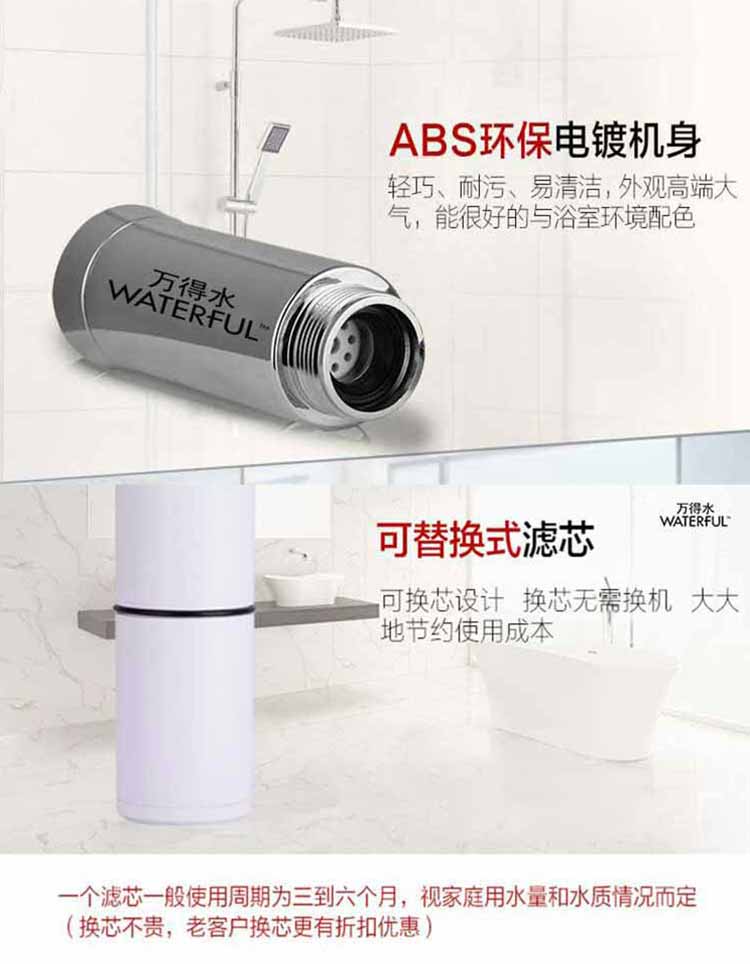 ABS环保电镀机身
轻巧、耐污、易清洁，外观高端大
气，能很好的与浴室环境配色
万得水
WATERFUL™
万得水
WATERFUL™
可替换式滤芯
可换芯设计 换芯无需换机 大大
地节约使用成本
一个滤芯一般使用周期为三到六个月，视家庭用水量和水质情况而定
（换芯不贵，老客户换芯更有折扣优惠）